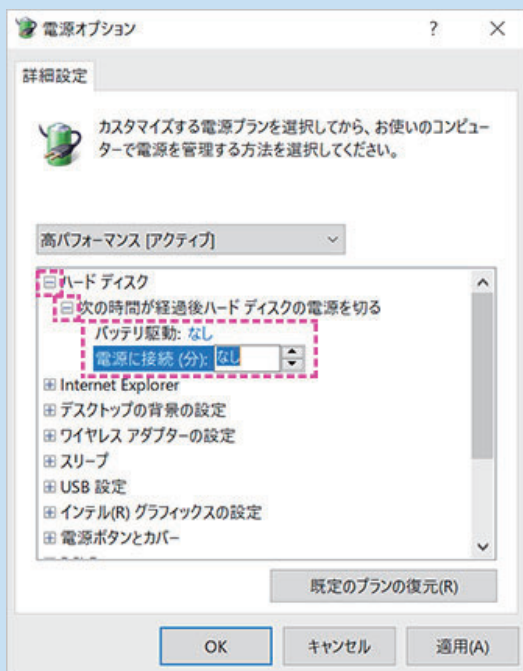 電源オプション
詳細設定
カスタマイズする電源プランを選択してから、お使いのコンピュー
ターで電源を管理する方法を選択してください。
高パフォーマンス [アクティブ]
ハード ディスク
次の時間が経過後ハード ディスクの電源を切る
バッテリ駆動: なし
電源に接続 (分): なし
Internet Explorer
デスクトップの背景の設定
ワイヤレス アダプターの設定
スリープ
USB 設定
インテル(R) グラフィックスの設定
電源ボタンとカバー
既定のプランの復元(R)
OK キャンセル 適用(A)